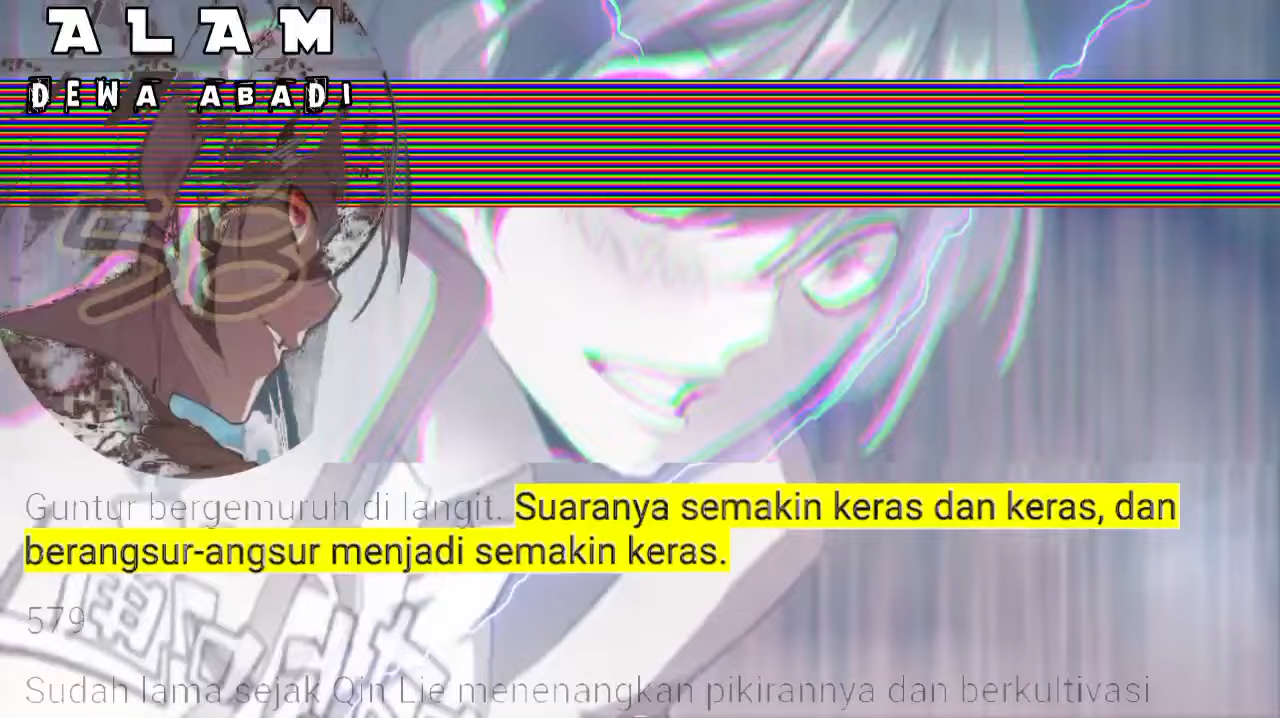 ALAM
DEWA ABADI
Guntur bergemuruh di langit. Suaranya semakin keras dan keras, dan
berangsur-angsur menjadi semakin keras.
579
Sudah lama sejak Qin Lie menenangkan pikirannya dan berkultivasi